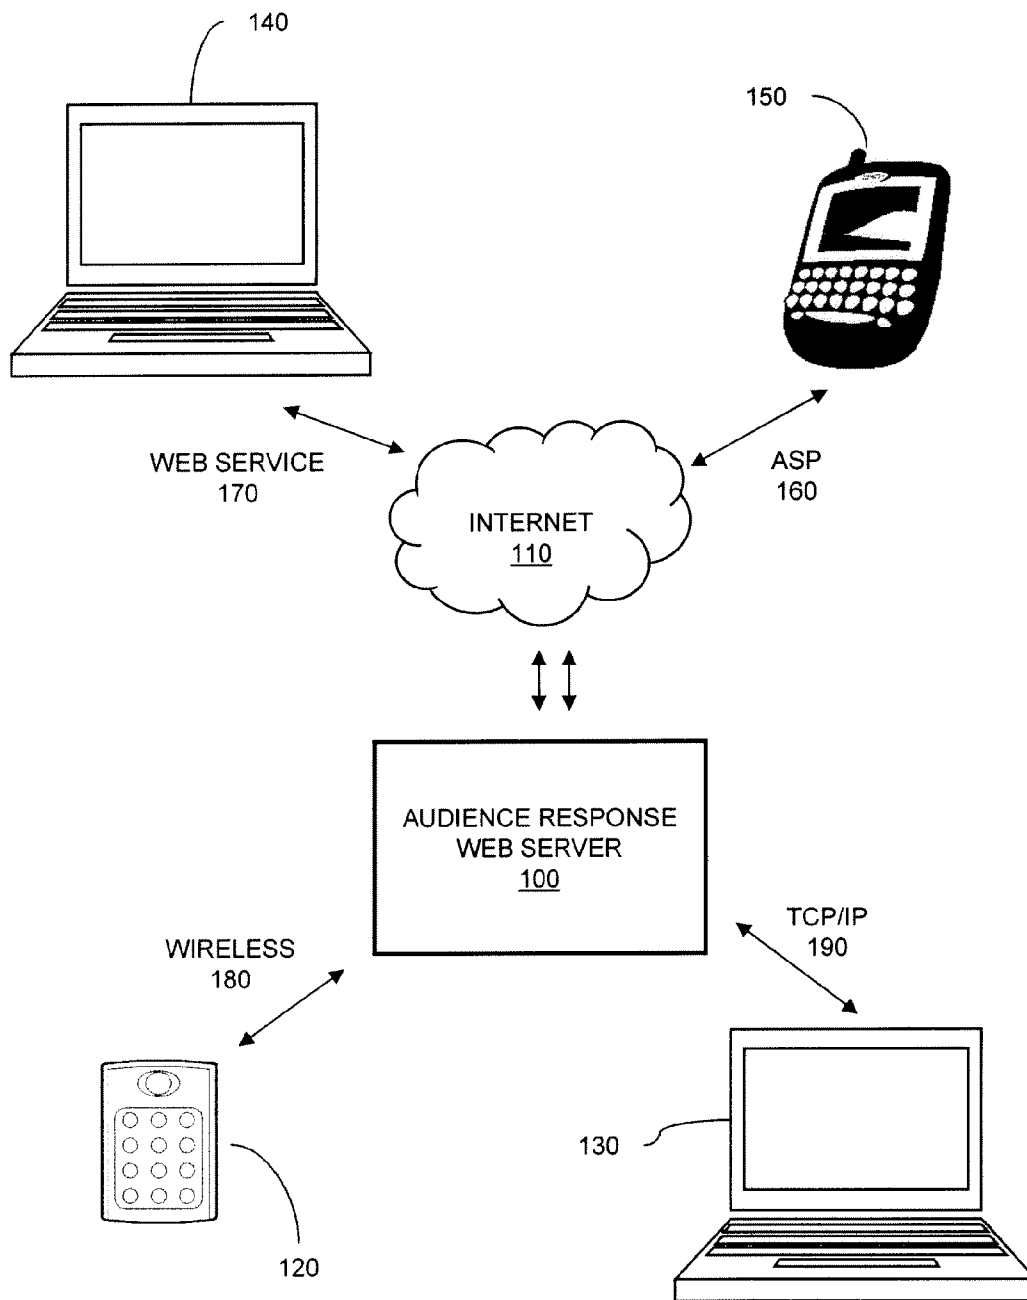 140
150
WEB SERVICE
170
ASP
160
INTERNET
110
AUDIENCE RESPONSE
WEB SERVER
100
TCP/IP
190
WIRELESS
180
130
120